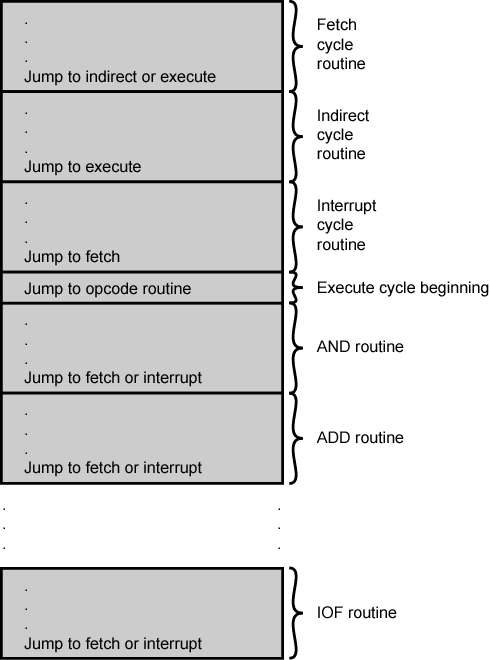 .
.
.
Jump to indirect or execute
Fetch
cycle
routine
.
.
.
Jump to execute
Indirect
cycle
routine
.
.
.
Jump to fetch
Interrupt
cycle
routine
Jump to opcode routine
Execute cycle beginning
.
.
.
Jump to fetch or interrupt
AND routine
.
.
.
Jump to fetch or interrupt
ADD routine
. .
. .
. .
.
.
.
Jump to fetch or interrupt
IOF routine